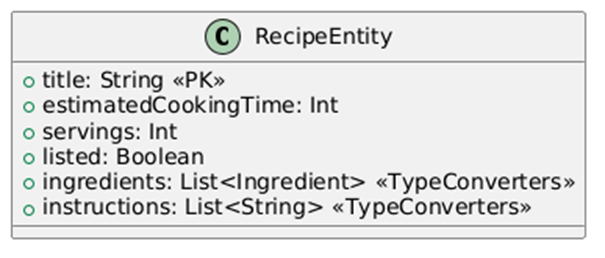 C RecipeEntity
title: String «PK»
estimatedCookingTime: Int
servings: Int
listed: Boolean
ingredients: List<Ingredient> «TypeConverters»
instructions: List<String> «TypeConverters»